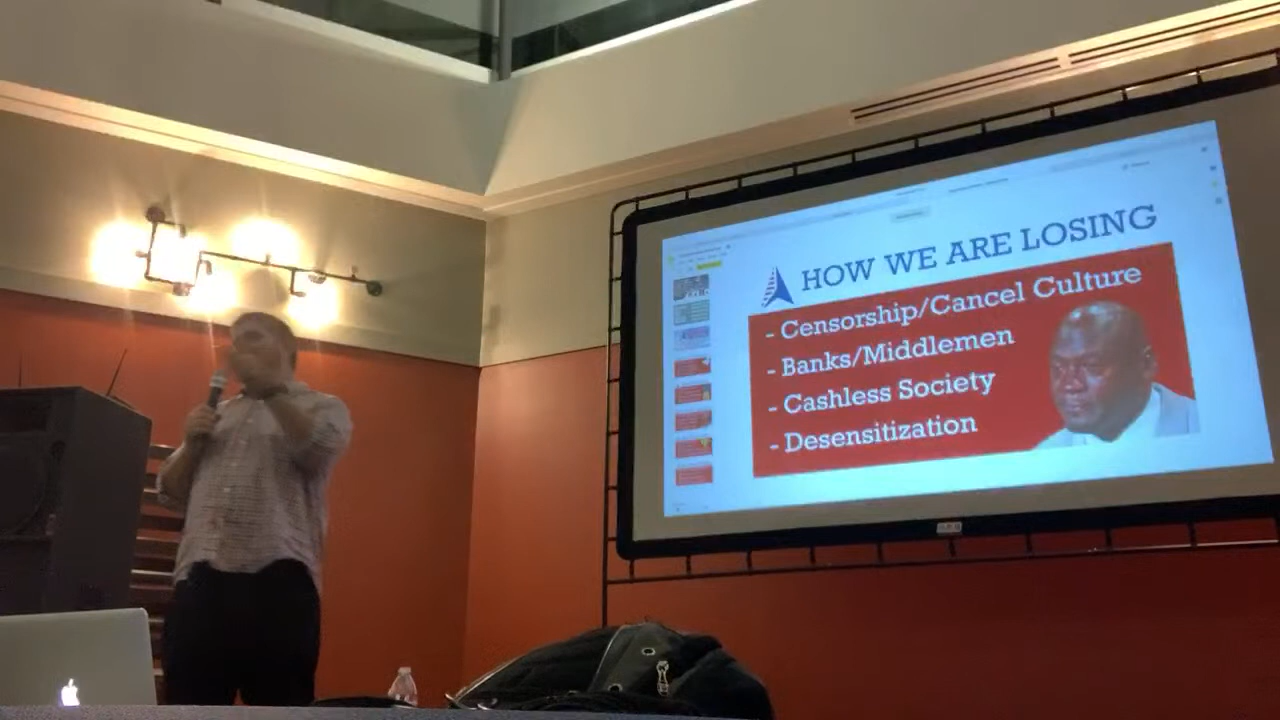 HOW WE ARE LOSING
- Censorship/Cancel Culture
- Banks/Middlemen
- Cashless Society
- Desensitization